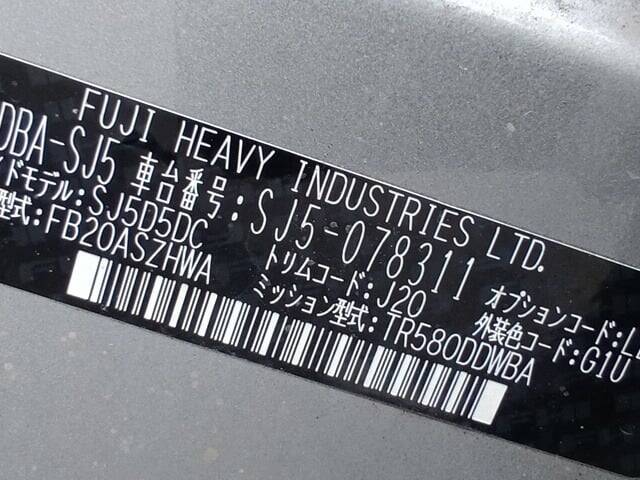 FUJI HEAVY INDUSTRIES LTD.
DBA-SJ5 車台番号:SJ5-078311
イドモデル:SJ5D5DC トリムコード:J20 オプションコード:L
型式:FB20ASZHWA ミッション型式:TR580DDWBA 外装色コード:G1U